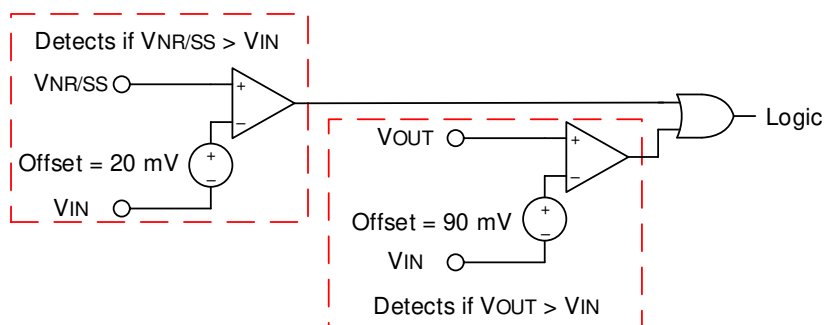 Detects if VNR/SS > VIN
VNR/SS
+
−
Offset = 20 mV
+
−
VIN
VOUT
+
−
Offset = 90 mV
+
−
VIN
Detects if VOUT > VIN
Logic